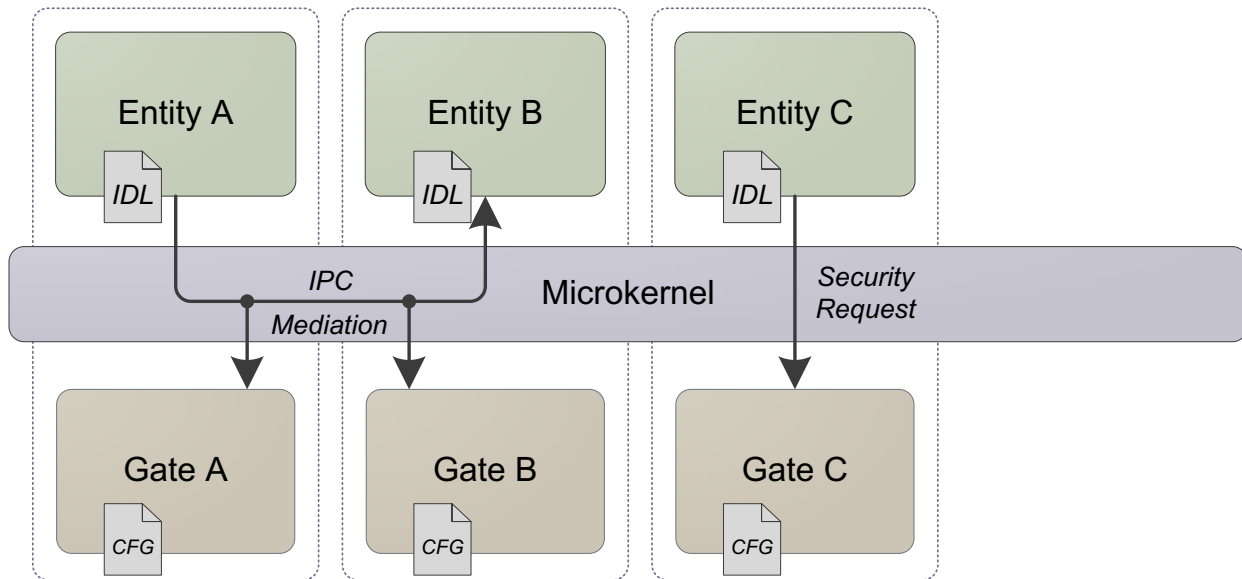 Entity A
Entity B
Entity C
IDL
IDL
IDL
IPC
Mediation
Microkernel
Security
Request
Gate A
Gate B
Gate C
CFG
CFG
CFG